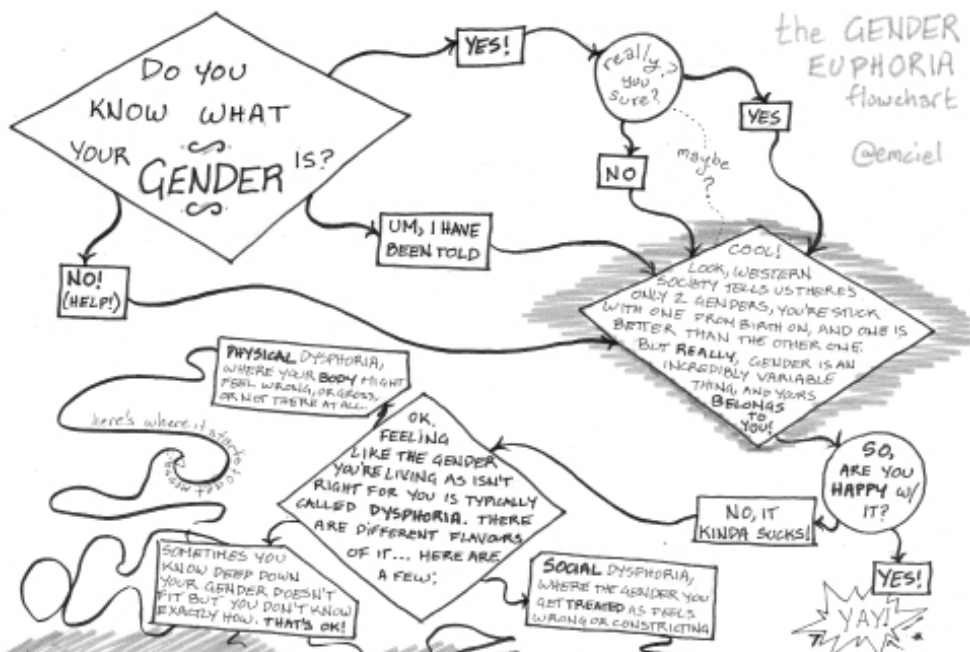 the GENDER
EUPHORIA
flowchart
@emciel
DO YOU
KNOW WHAT
YOUR GENDER IS?
YES!
really?
you
sure?
YES
NO
maybe
?
UM, I HAVE
BEEN TOLD
NO!
(HELP!)
COOL!
LOOK, WESTERN
SOCIETY TELLS US THERE'S
ONLY 2 GENDERS, YOU'RE STUCK
WITH ONE FROM BIRTH ON, AND ONE IS
BETTER THAN THE OTHER ONE.
BUT REALLY, GENDER IS AN
INCREDIBLY VARIABLE
THING, AND YOURS
BELONGS
TO
YOU!
SO,
ARE YOU
HAPPY W/
IT?
YES!
YAY!
NO, IT
KINDA SUCKS!
OK.
FEELING
LIKE THE GENDER
YOU'RE LIVING AS ISN'T
RIGHT FOR YOU IS TYPICALLY
CALLED DYSPHORIA. THERE
ARE DIFFERENT FLAVOURS
OF IT... HERE ARE
A FEW:
PHYSICAL DYSPHORIA,
WHERE YOUR BODY MIGHT
FEEL WRONG, OR GROSS,
OR NOT THERE AT ALL.
SOCIAL DYSPHORIA,
WHERE THE GENDER YOU
GET TREATED AS FEELS
WRONG OR CONSTRICTING
SOMETIMES YOU
KNOW DEEP DOWN
YOUR GENDER DOESN'T
FIT BUT YOU DON'T KNOW
EXACTLY HOW. THAT'S OK!
here's where it starts to get messy